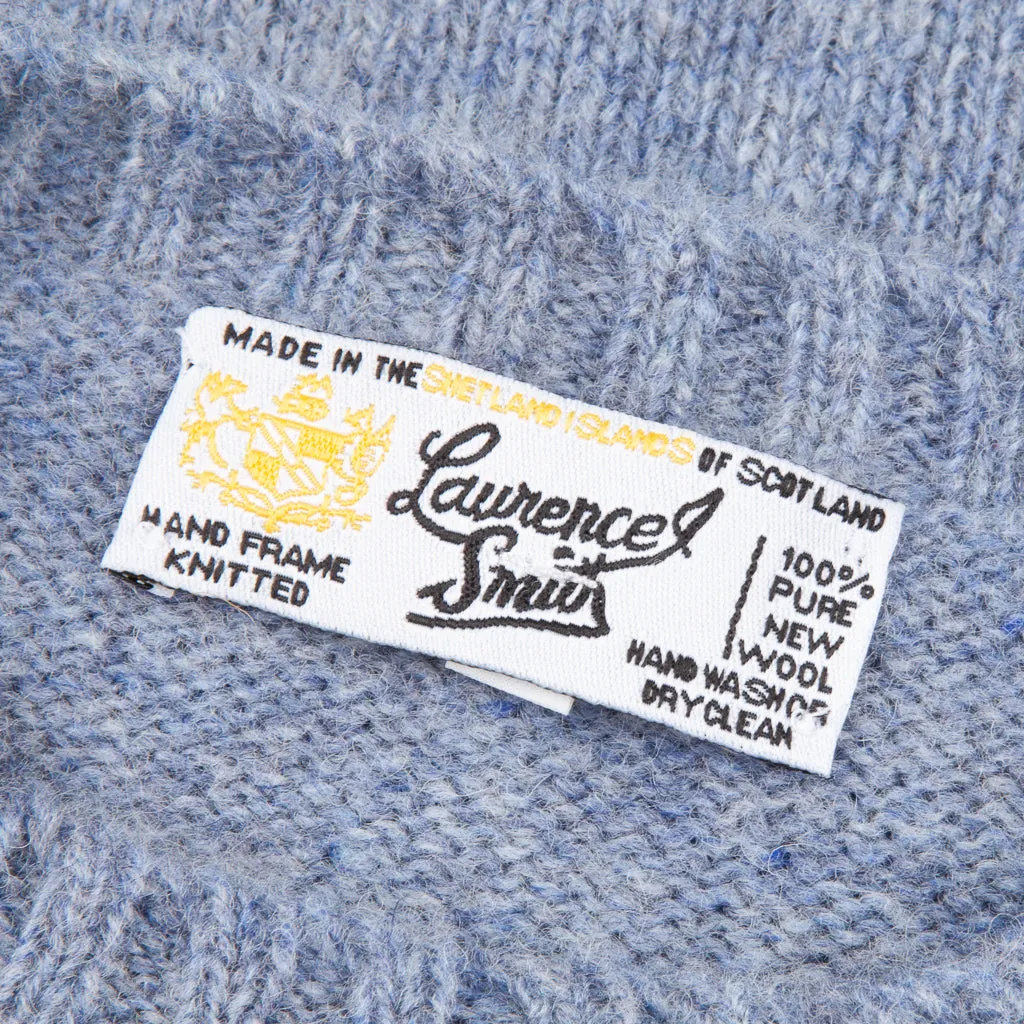 MADE IN THE SHETLAND ISLANDS OF SCOTLAND
HAND FRAME
KNITTED
Lawrence J.
Smith
100%
PURE
NEW
WOOL
HAND WASH OR
DRYCLEAN